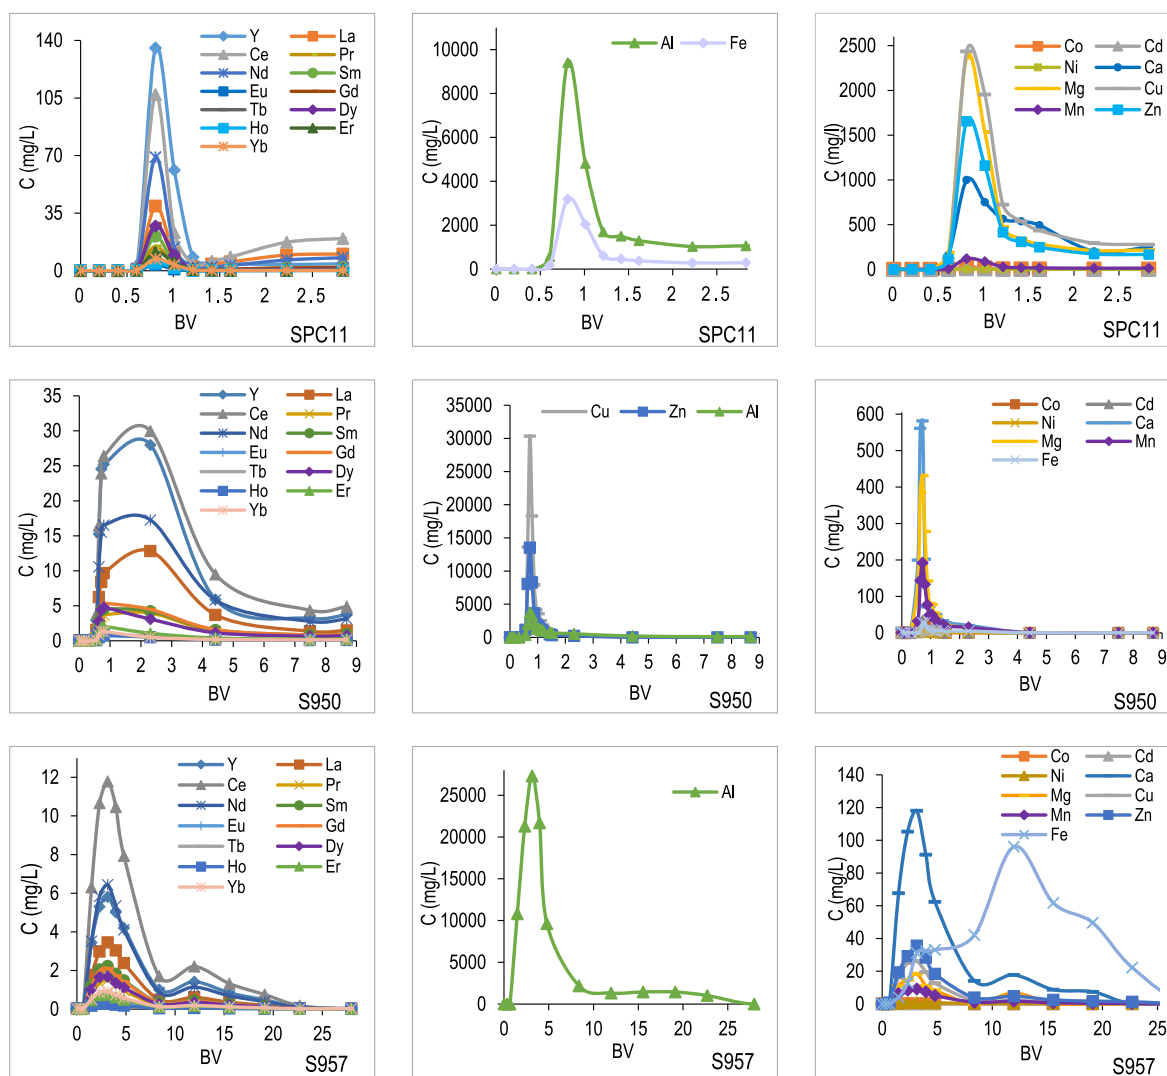 140
105
70
35
0
C (mg/L)
0 0.5 1.0 1.5 2 2.5
BV
SPC11
Y La
Ce Pr
Nd Sm
Eu Gd
Tb Dy
Ho Er
Yb
10000
8000
6000
4000
2000
0
C (mg/L)
0 0.5 1.0 1.5 2 2.5
BV
SPC11
Al Fe
2500
2000
1500
1000
500
0
C (mg/l)
0 0.5 1 1.5 2 2.5
BV
SPC11
Co Cd
Ni Ca
Mg Cu
Mn Zn
35
30
25
20
15
10
5
0
C (mg/L)
0 1 2 3 4 5 6 7 8 9
BV
S950
Y La
Ce Pr
Nd Sm
Eu Gd
Tb Dy
Ho Er
Yb
35000
30000
25000
20000
15000
10000
5000
0
C (mg/L)
0 1 2 3 4 5 6 7 8 9
BV
S950
Cu Zn Al
600
500
400
300
200
100
0
C (mg/L)
0 1 2 3 4 5 6 7 8 9
BV
S950
Co Cd
Ni Ca
Mg Mn
Fe
12
10
8
6
4
2
0
C (mg/L)
0 5 10 15 20 25
BV
S957
Y La
Ce Pr
Nd Sm
Eu Gd
Tb Dy
Ho Er
Yb
25000
20000
15000
10000
5000
0
C (mg/L)
0 5 10 15 20 25
BV
S957
Al
140
120
100
80
60
40
20
0
C (mg/L)
0 5 10 15 20 25
BV
S957
Co Cd
Ni Ca
Mg Cu
Mn Zn
Fe